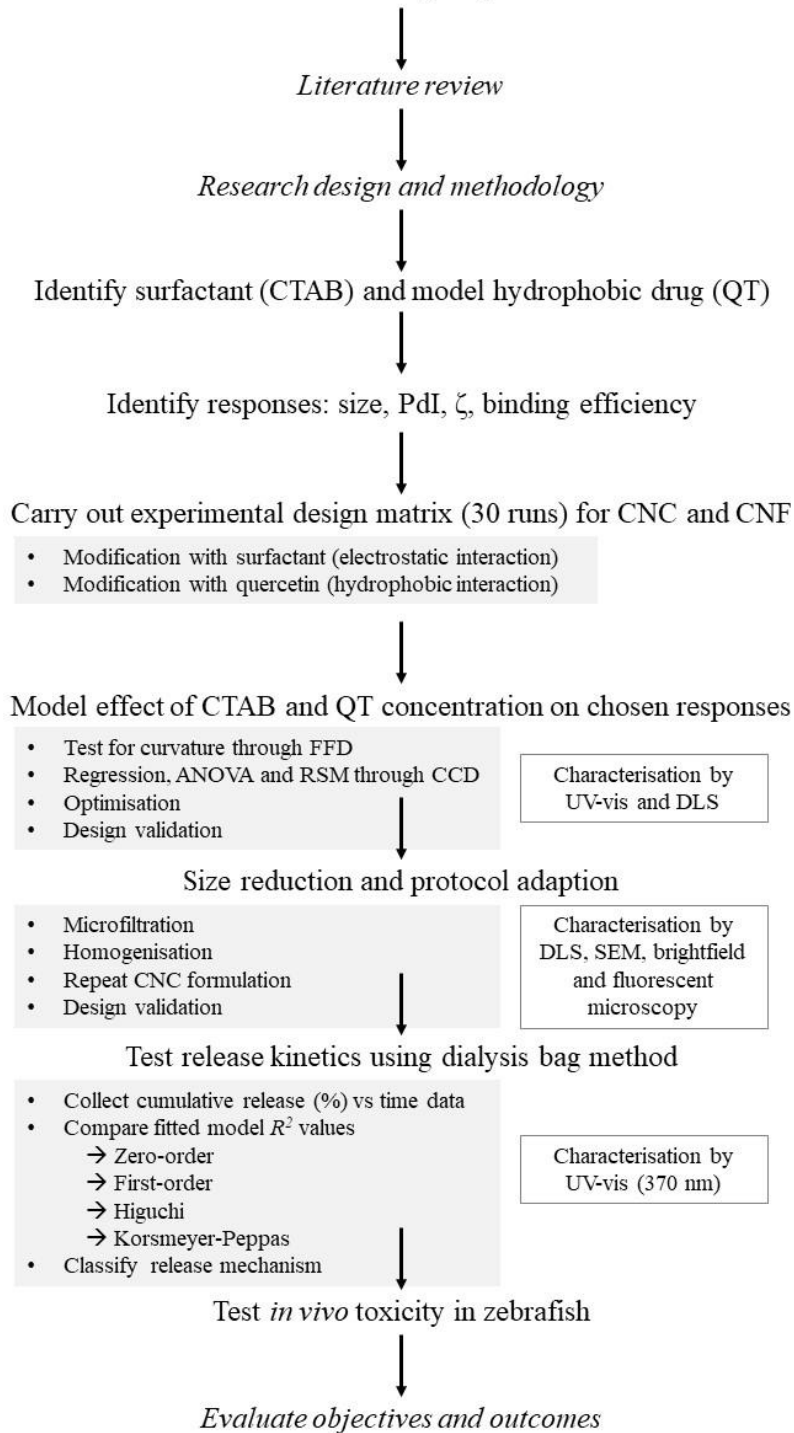 Literature review
Research design and methodology
Identify surfactant (CTAB) and model hydrophobic drug (QT)
Identify responses: size, PdI, ζ, binding efficiency
Carry out experimental design matrix (30 runs) for CNC and CNF
• Modification with surfactant (electrostatic interaction)
• Modification with quercetin (hydrophobic interaction)
Model effect of CTAB and QT concentration on chosen responses
• Test for curvature through FFD
• Regression, ANOVA and RSM through CCD
• Optimisation
• Design validation
Characterisation by
UV-vis and DLS
Size reduction and protocol adaption
• Microfiltration
• Homogenisation
• Repeat CNC formulation
• Design validation
Characterisation by
DLS, SEM, brightfield
and fluorescent
microscopy
Test release kinetics using dialysis bag method
• Collect cumulative release (%) vs time data
• Compare fitted model R² values
→ Zero-order
→ First-order
→ Higuchi
→ Korsmeyer-Peppas
• Classify release mechanism
Characterisation by
UV-vis (370 nm)
Test in vivo toxicity in zebrafish
Evaluate objectives and outcomes